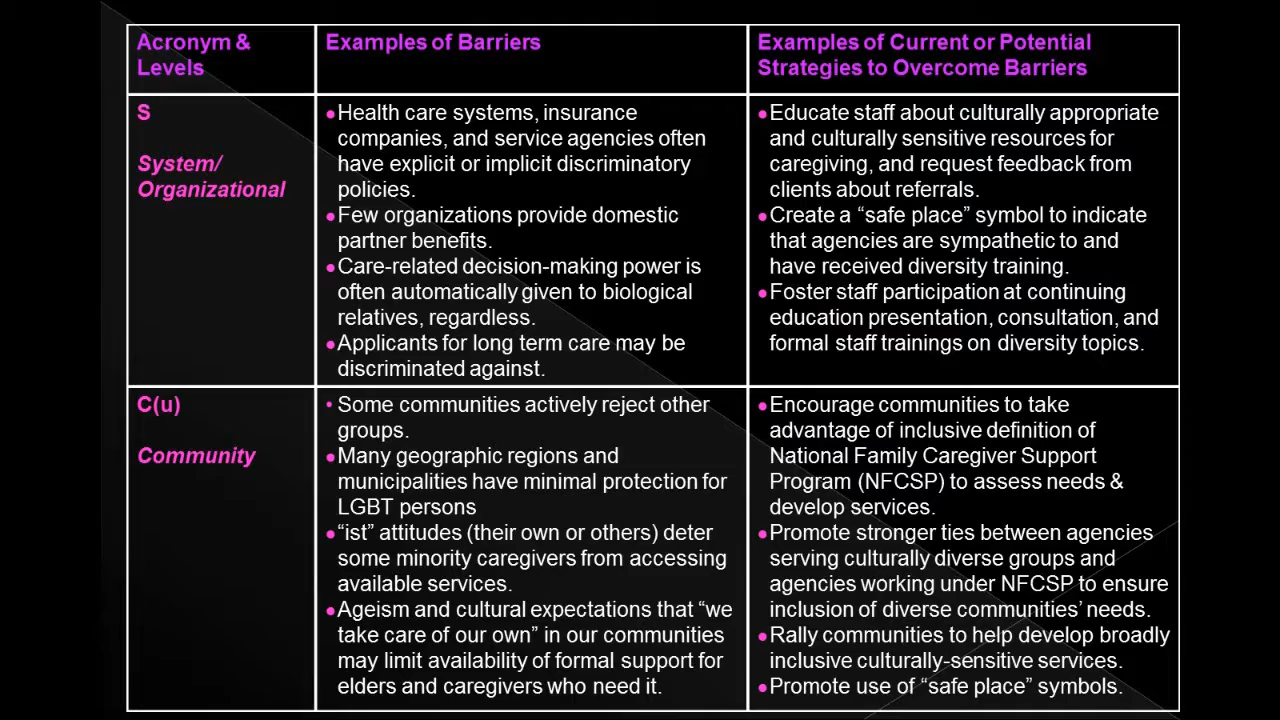 Acronym &
Levels
Examples of Barriers
Examples of Current or Potential
Strategies to Overcome Barriers
S
System/
Organizational
●Health care systems, insurance
companies, and service agencies often
have explicit or implicit discriminatory
policies.
●Few organizations provide domestic
partner benefits.
●Care-related decision-making power is
often automatically given to biological
relatives, regardless.
●Applicants for long term care may be
discriminated against.
●Educate staff about culturally appropriate
and culturally sensitive resources for
caregiving, and request feedback from
clients about referrals.
●Create a “safe place” symbol to indicate
that agencies are sympathetic to and
have received diversity training.
●Foster staff participation at continuing
education presentation, consultation, and
formal staff trainings on diversity topics.
C(u)
Community
• Some communities actively reject other
groups.
●Many geographic regions and
municipalities have minimal protection for
LGBT persons
●“ist” attitudes (their own or others) deter
some minority caregivers from accessing
available services.
●Ageism and cultural expectations that “we
take care of our own” in our communities
may limit availability of formal support for
elders and caregivers who need it.
●Encourage communities to take
advantage of inclusive definition of
National Family Caregiver Support
Program (NFCSP) to assess needs &
develop services.
●Promote stronger ties between agencies
serving culturally diverse groups and
agencies working under NFCSP to ensure
inclusion of diverse communities’ needs.
●Rally communities to help develop broadly
inclusive culturally-sensitive services.
●Promote use of “safe place” symbols.